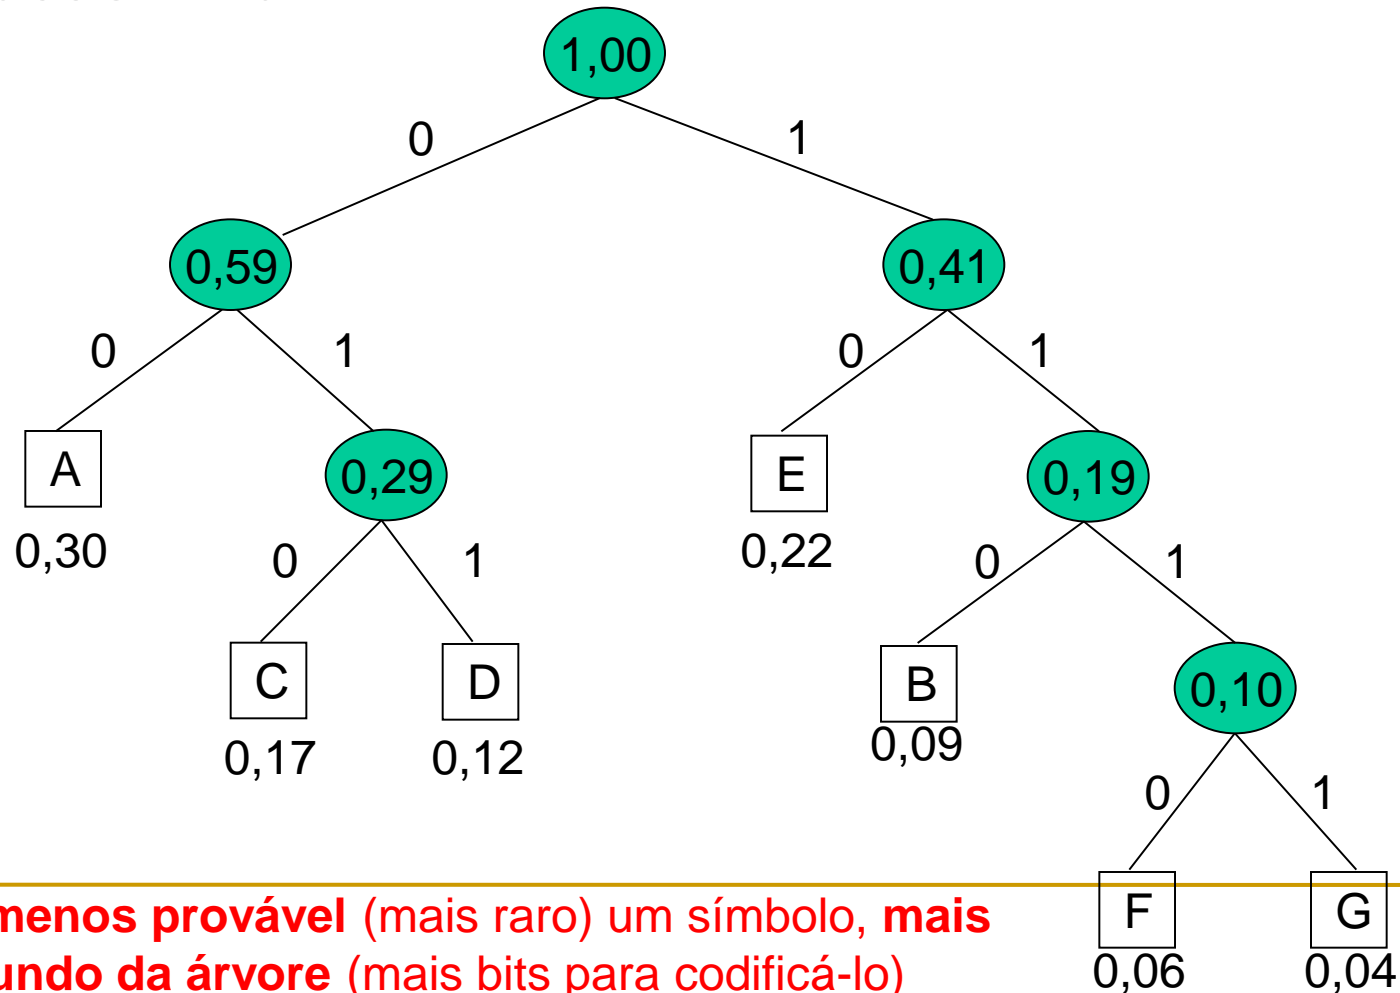 1,00
0 1
0,59 0,41
0 1 0 1
A 0,29 E 0,19
0,30 0 1 0,22 0 1
C D B 0,10
0,17 0,12 0,09
0 1
F G
0,06 0,04
menos provável (mais raro) um símbolo, mais
da árvore (mais bits para codificá-lo)